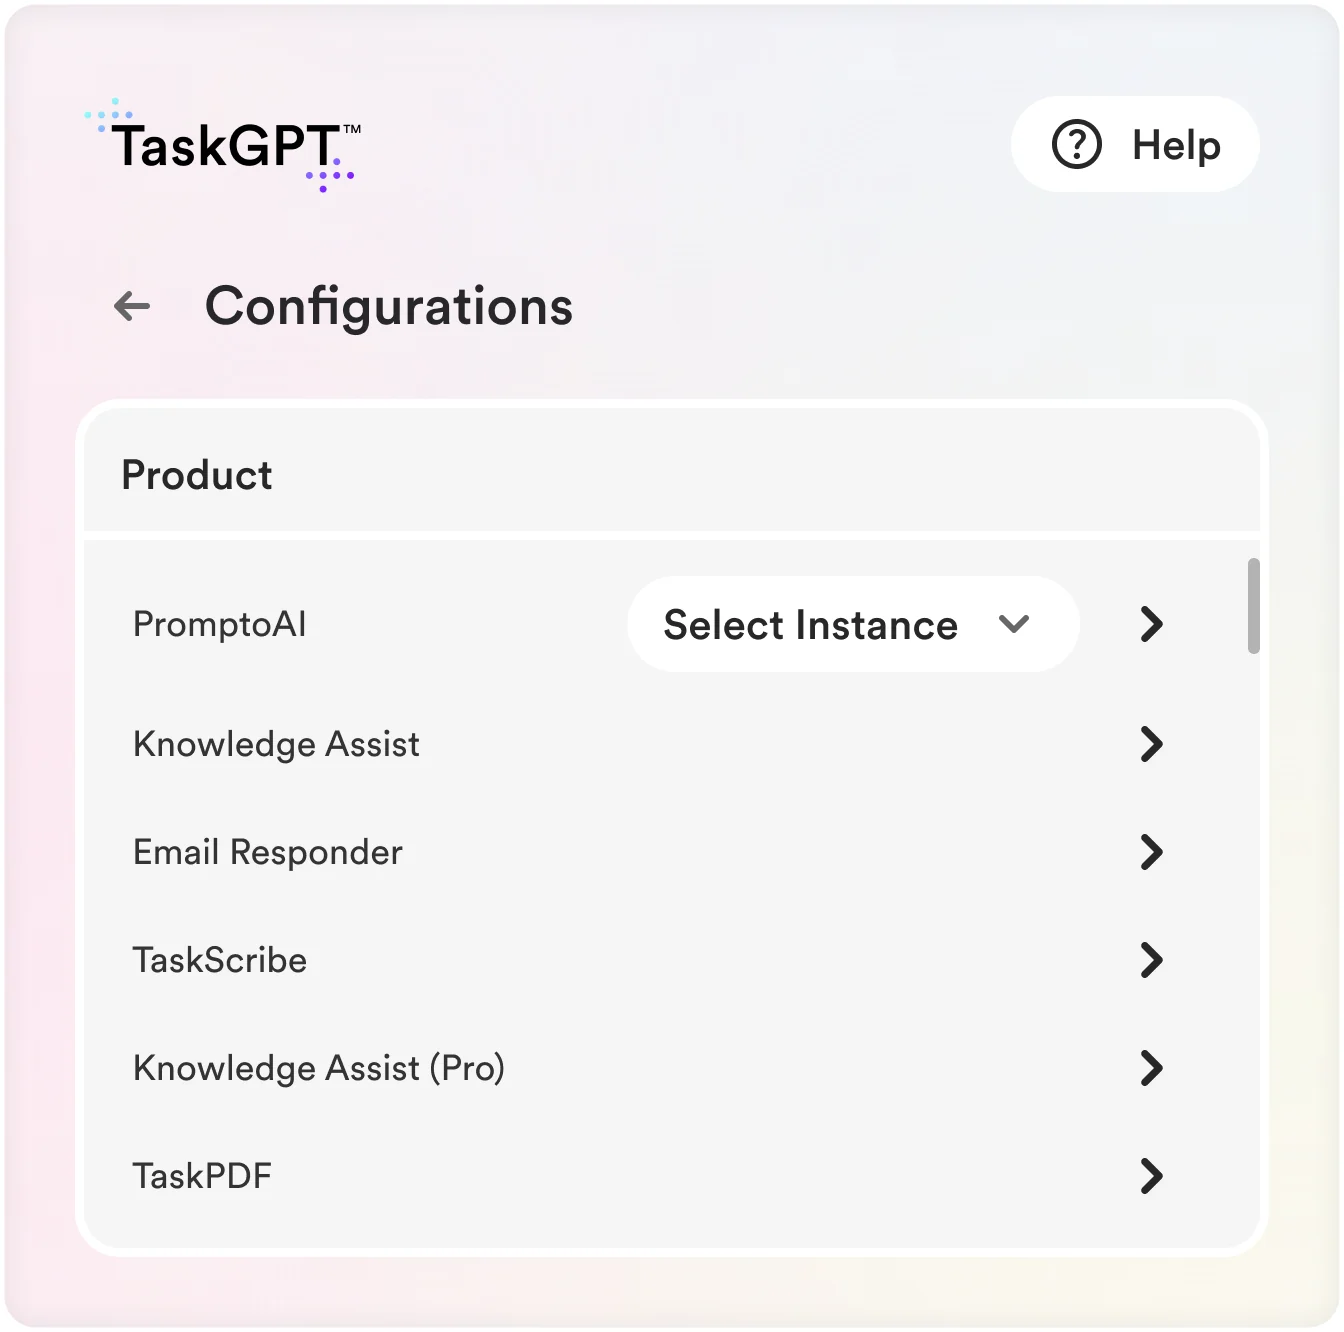 TaskGPT™
Help
Configurations
Product
PromptoAI
Select Instance
Knowledge Assist
Email Responder
TaskScribe
Knowledge Assist (Pro)
TaskPDF